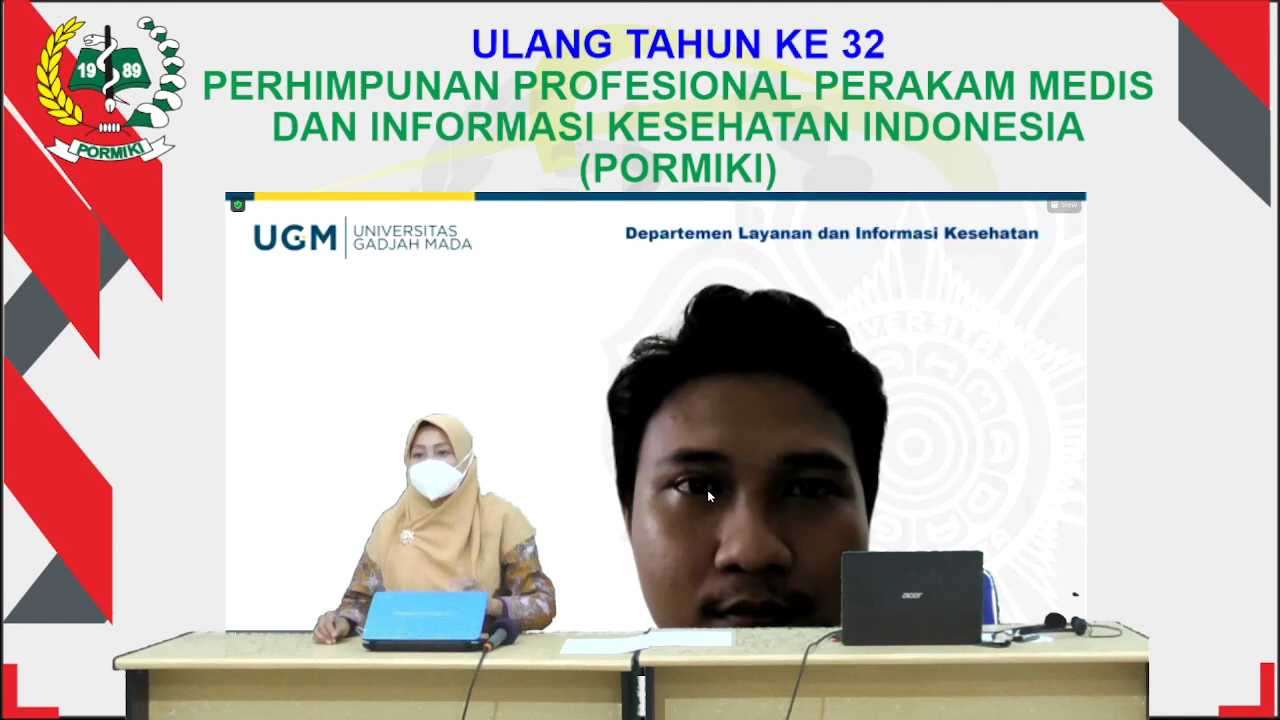 ULANG TAHUN KE 32
PERHIMPUNAN PROFESIONAL PERAKAM MEDIS
DAN INFORMASI KESEHATAN INDONESIA
(PORMIKI)
19 89
PORMIKI
View
UGM UNIVERSITAS
GADJAH MADA
Departemen Layanan dan Informasi Kesehatan
acer